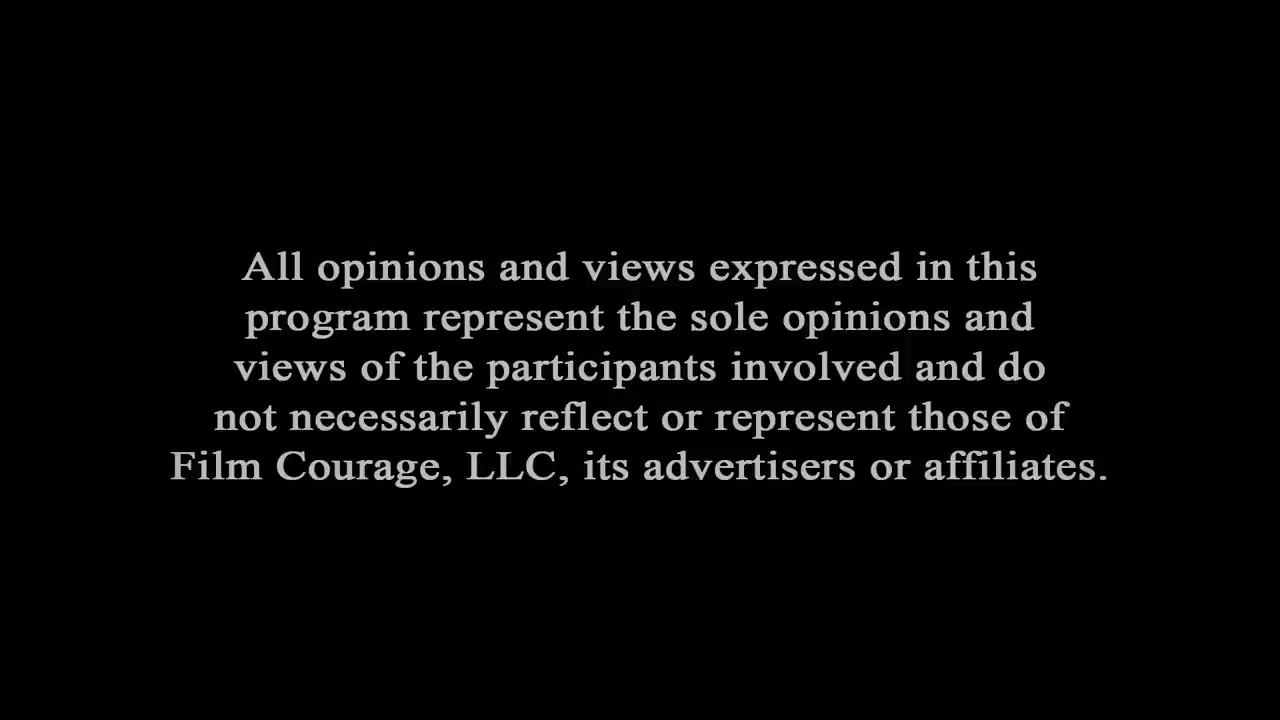 All opinions and views expressed in this
program represent the sole opinions and
views of the participants involved and do
not necessarily reflect or represent those of
Film Courage, LLC, its advertisers or affiliates.